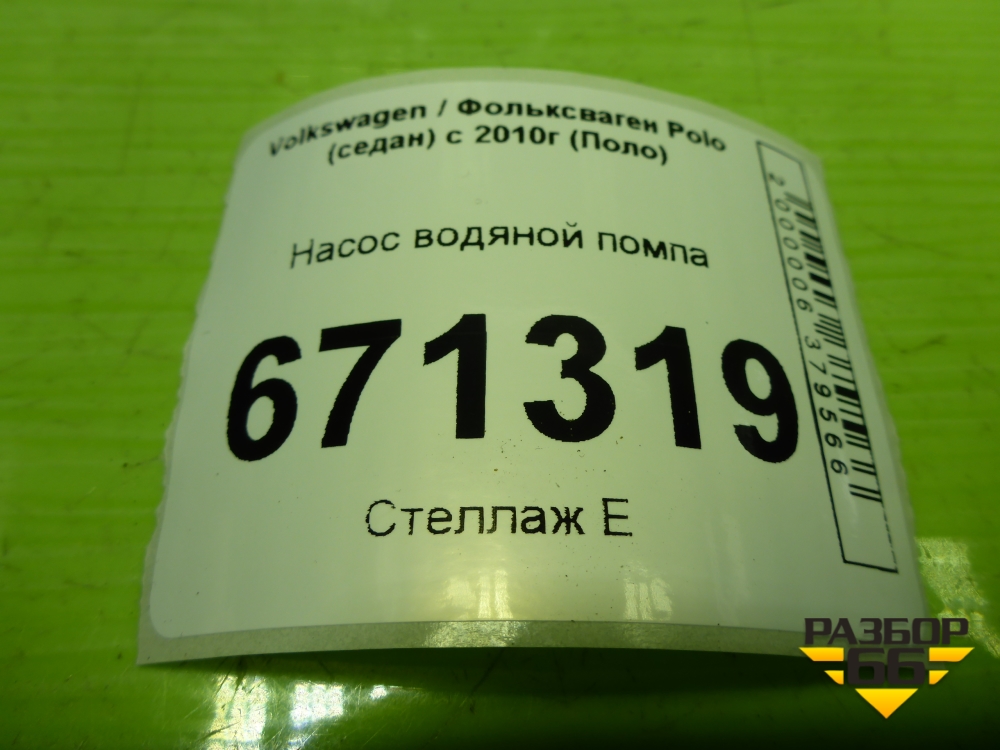 Volkswagen / Фольксваген Polo
(седан) с 2010г (Поло)
Насос водяной помпа
671319
Стеллаж Е
2000006379566
РАЗБОР
66